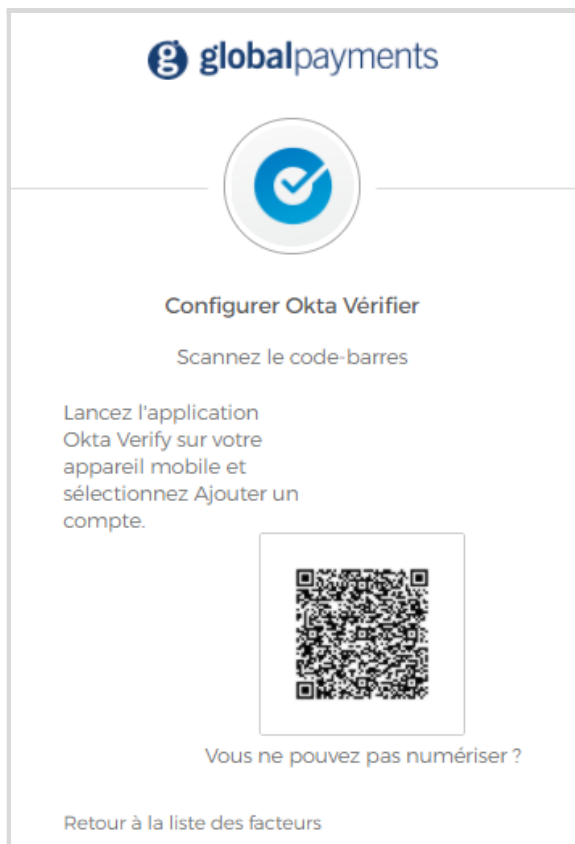 globalpayments
Configurer Okta Vérifier
Scannez le code-barres
Lancez l'application
Okta Verify sur votre
appareil mobile et
sélectionnez Ajouter un
compte.
Vous ne pouvez pas numériser ?
Retour à la liste des facteurs